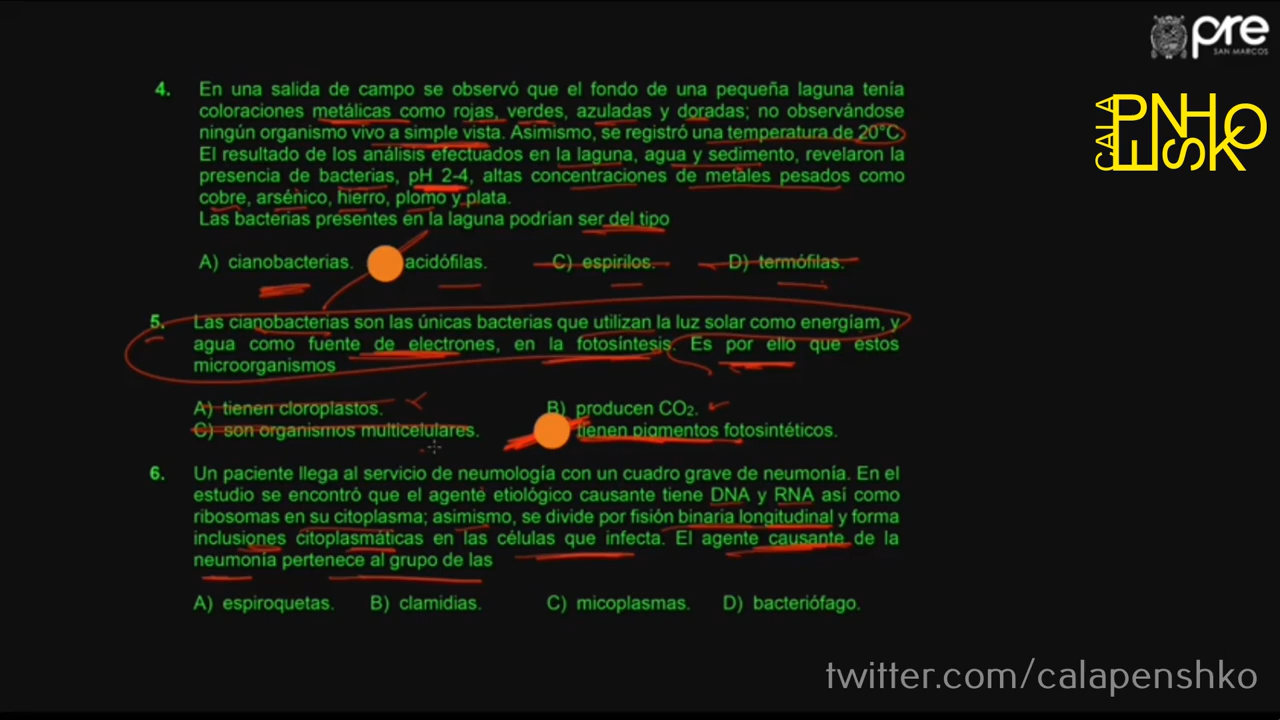 pre
SAN MARCOS
CALA
PENSHKO
4. En una salida de campo se observó que el fondo de una pequeña laguna tenía
coloraciones metálicas como rojas, verdes, azuladas y doradas; no observándose
ningún organismo vivo a simple vista. Asimismo, se registró una temperatura de 20°C.
El resultado de los análisis efectuados en la laguna, agua y sedimento, revelaron la
presencia de bacterias, pH 2-4, altas concentraciones de metales pesados como
cobre, arsénico, hierro, plomo y plata.
Las bacterias presentes en la laguna podrían ser del tipo
A) cianobacterias. acidófilas. C) espirilos. D) termófilas.
5. Las cianobacterias son las únicas bacterias que utilizan la luz solar como energíam, y
agua como fuente de electrones, en la fotosíntesis. Es por ello que estos
microorganismos
A) tienen cloroplastos. B) producen CO₂.
C) son organismos multicelulares. tienen pigmentos fotosintéticos.
6. Un paciente llega al servicio de neumología con un cuadro grave de neumonía. En el
estudio se encontró que el agente etiológico causante tiene DNA y RNA así como
ribosomas en su citoplasma; asimismo, se divide por fisión binaria longitudinal y forma
inclusiones citoplasmáticas en las células que infecta. El agente causante de la
neumonía pertenece al grupo de las
A) espiroquetas. B) clamidias. C) micoplasmas. D) bacteriófago.
twitter.com/calapenshko